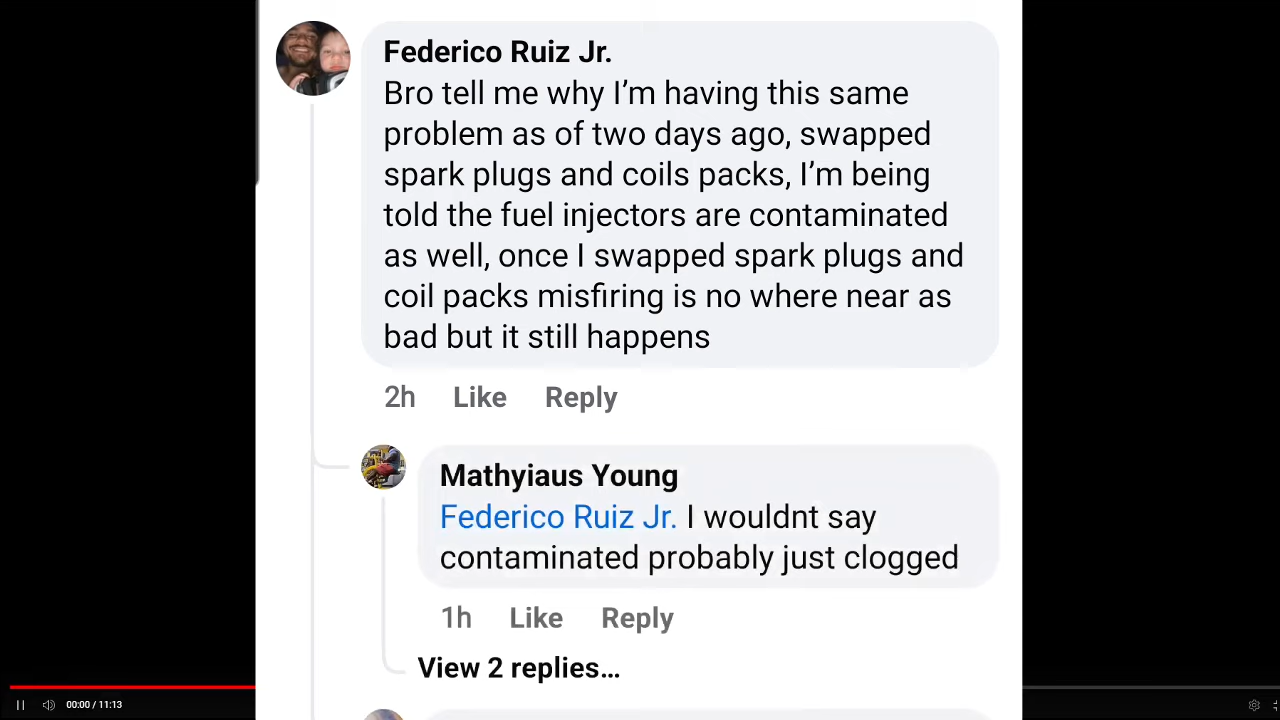 Federico Ruiz Jr.
Bro tell me why I’m having this same
problem as of two days ago, swapped
spark plugs and coils packs, I’m being
told the fuel injectors are contaminated
as well, once I swapped spark plugs and
coil packs misfiring is no where near as
bad but it still happens
2h Like Reply
Mathyiaus Young
Federico Ruiz Jr. I wouldnt say
contaminated probably just clogged
1h Like Reply
View 2 replies...
00:00 / 11:13